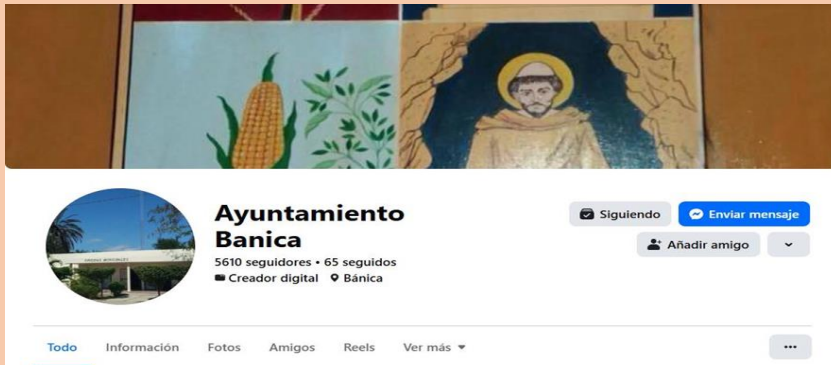 Ayuntamiento
Banica
5610 seguidores • 65 seguidos
Creador digital Bánica
Siguiendo
Enviar mensaje
Añadir amigo
Todo Información Fotos Amigos Reels Ver más
...